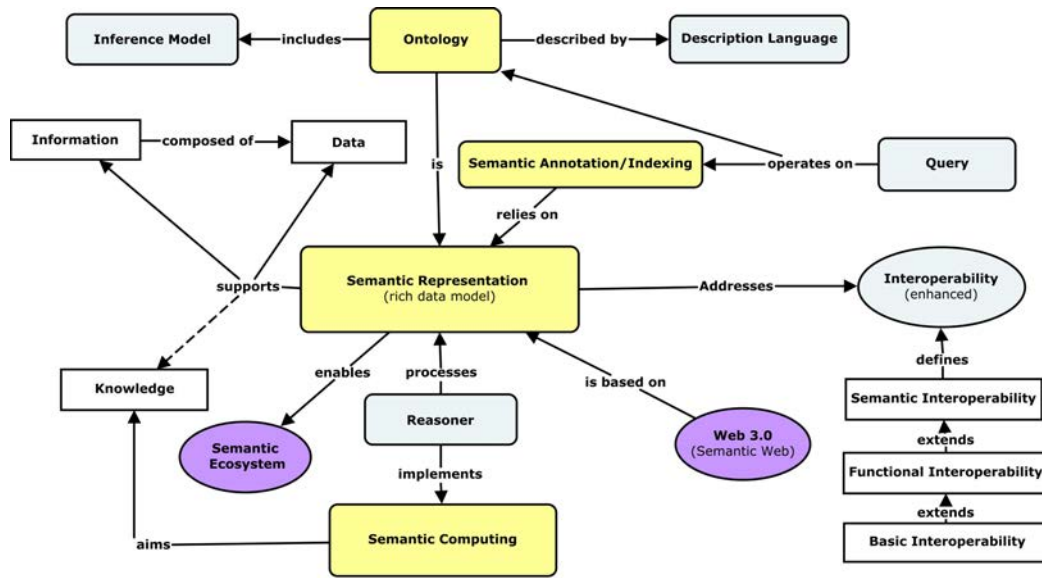 Inference Model
includes
Ontology
described by
Description Language
Information
composed of
Data
is
Semantic Annotation/Indexing
operates on
Query
relies on
supports
Semantic Representation
(rich data model)
Addresses
Interoperability
(enhanced)
enables
processes
is based on
defines
Knowledge
Semantic
Ecosystem
Reasoner
Web 3.0
(Semantic Web)
Semantic Interoperability
extends
implements
Functional Interoperability
extends
aims
Semantic Computing
Basic Interoperability